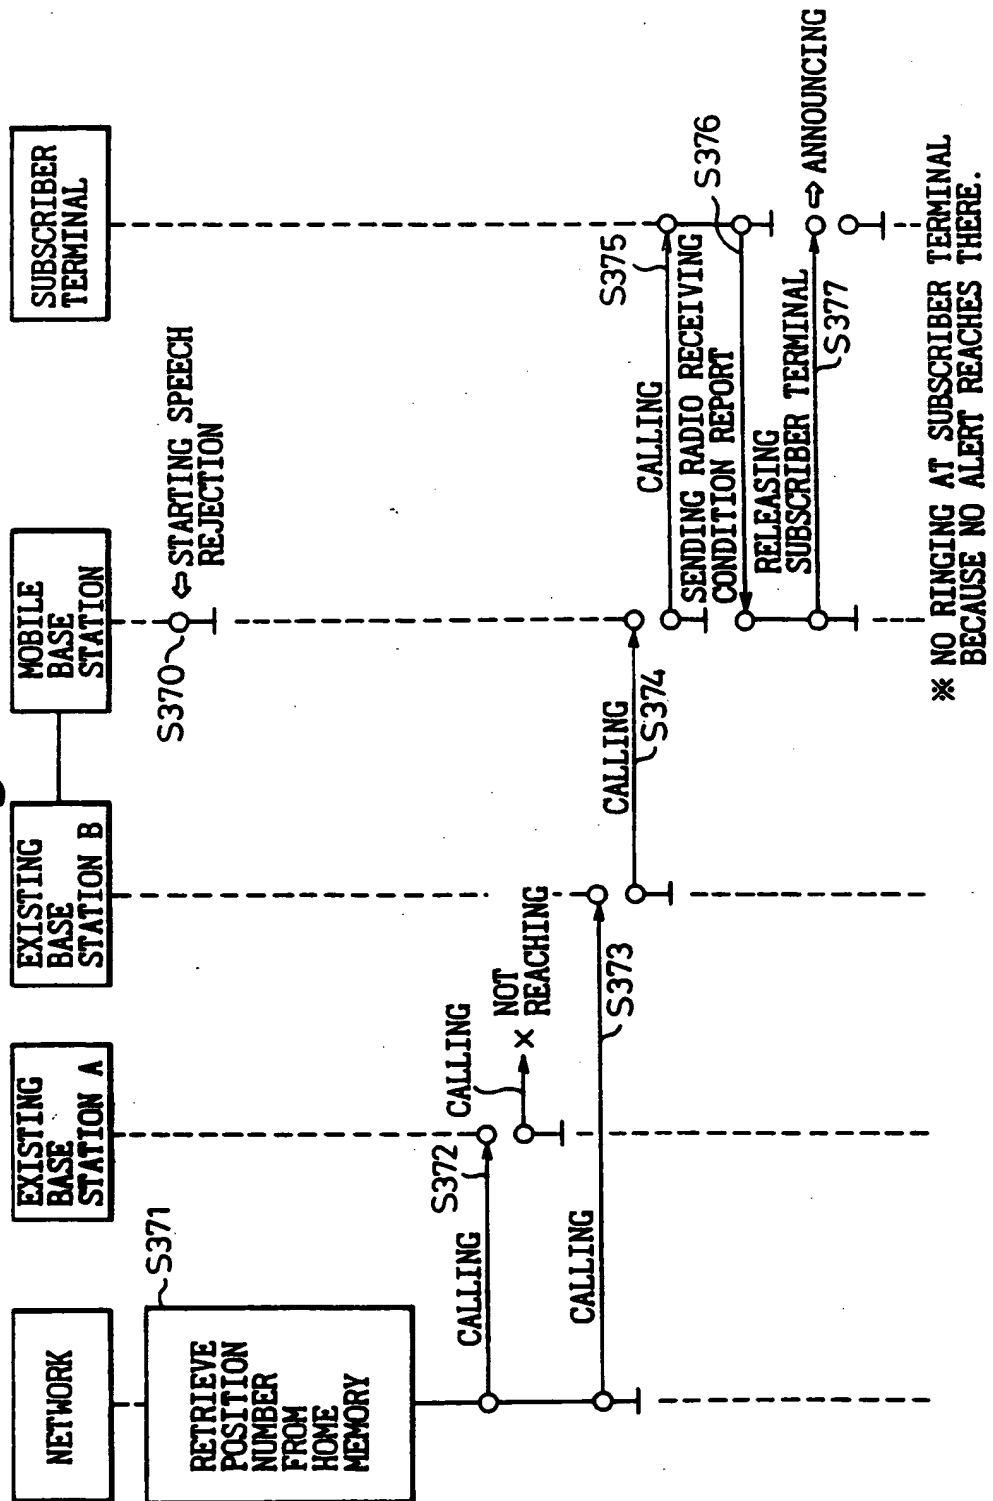 NETWORK
EXISTING
BASE
STATION A
EXISTING
BASE
STATION B
MOBILE
BASE
STATION
SUBSCRIBER
TERMINAL
S370
⇦ STARTING SPEECH
REJECTION
S371
RETRIEVE
POSITION
NUMBER
FROM
HOME
MEMORY
CALLING
S372
CALLING
× NOT
REACHING
CALLING
S373
CALLING
S374
CALLING
S375
SENDING RADIO RECEIVING
CONDITION REPORT
S376
RELEASING
SUBSCRIBER TERMINAL
S377
⇨ ANNOUNCING
※ NO RINGING AT SUBSCRIBER TERMINAL
BECAUSE NO ALERT REACHES THERE.